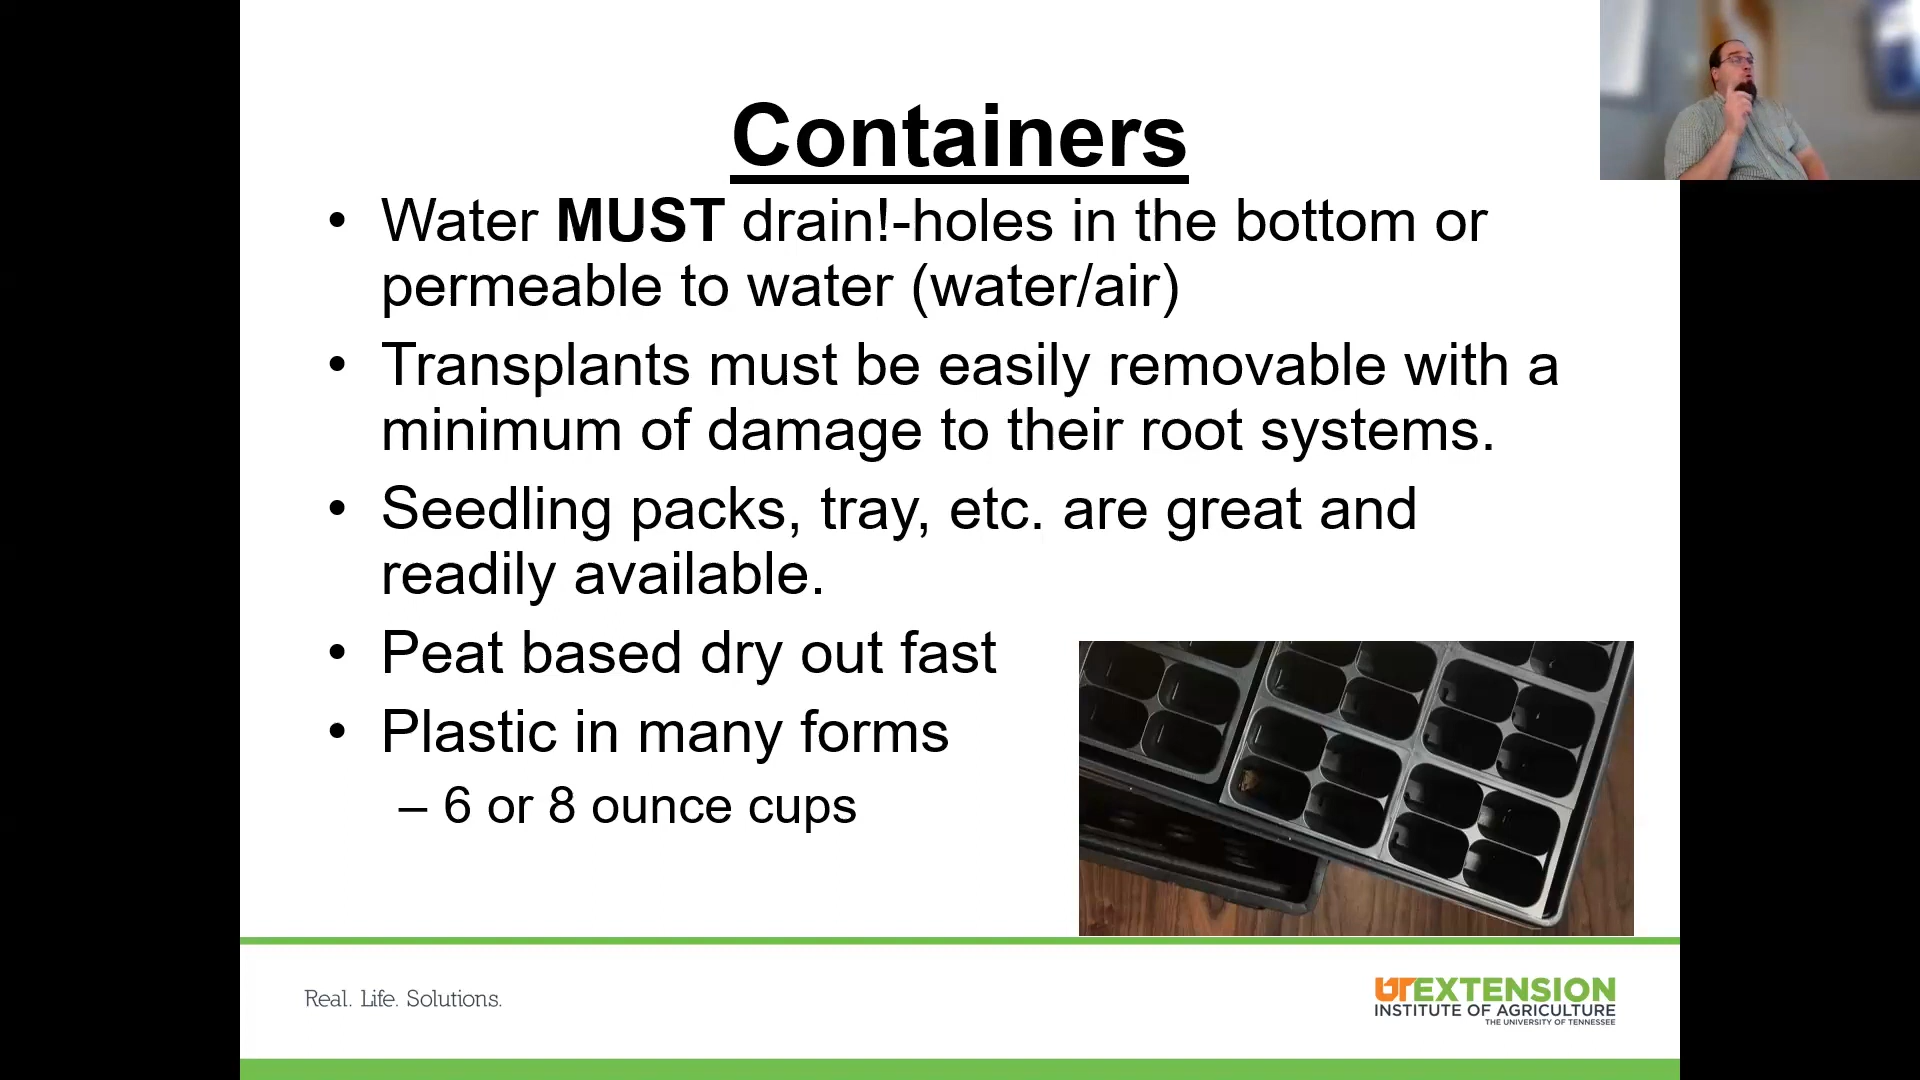 Containers
• Water MUST drain!-holes in the bottom or
permeable to water (water/air)
• Transplants must be easily removable with a
minimum of damage to their root systems.
• Seedling packs, tray, etc. are great and
readily available.
• Peat based dry out fast
• Plastic in many forms
– 6 or 8 ounce cups
Real. Life. Solutions.
UT EXTENSION
INSTITUTE OF AGRICULTURE
THE UNIVERSITY OF TENNESSEE